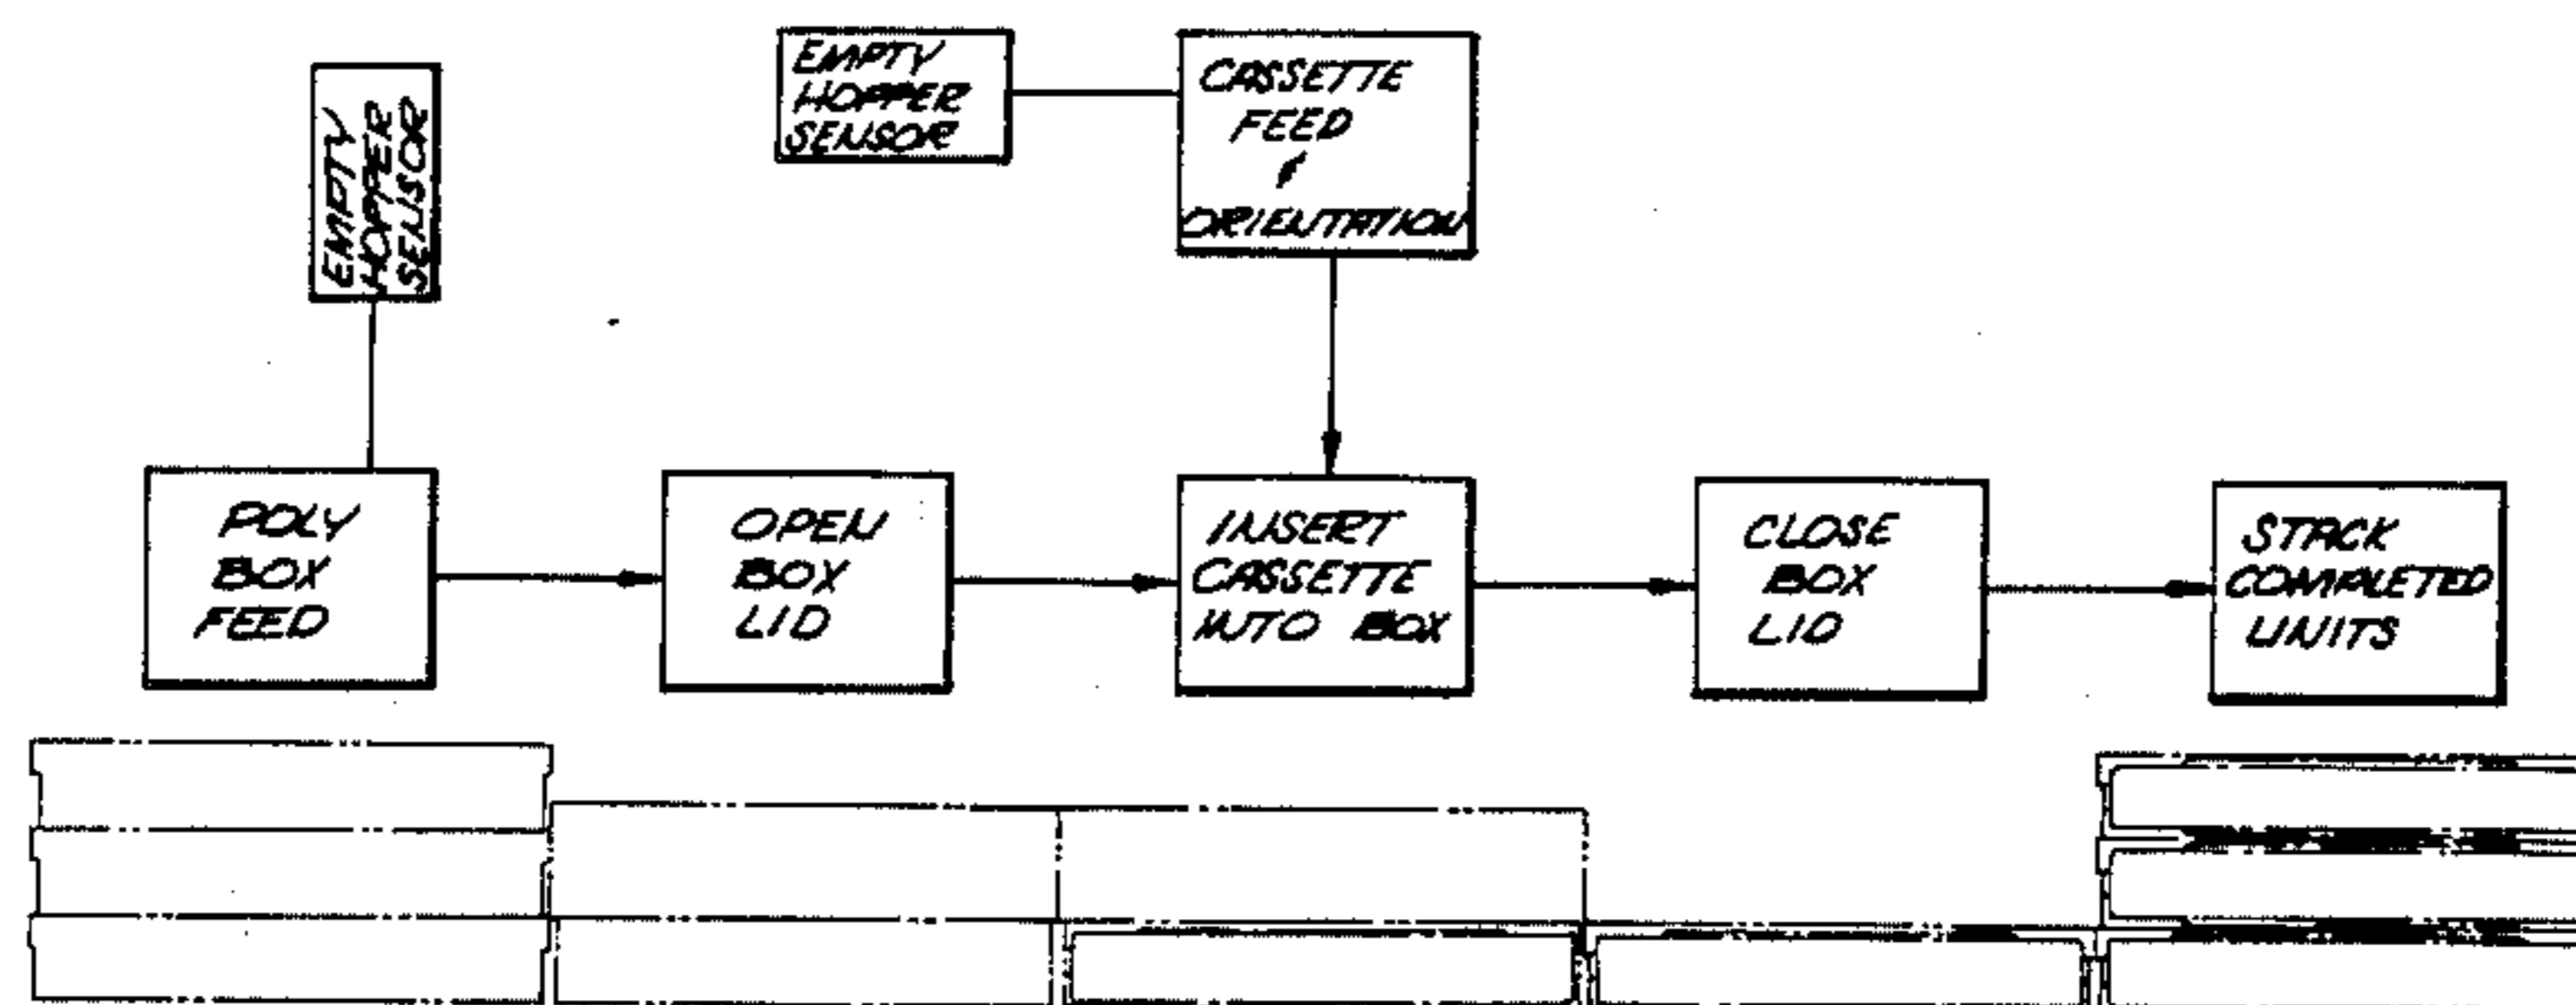 EMPTY
HOPPER
SENSOR
EMPTY
HOPPER
SENSOR
CASSETTE
FEED
&
ORIENTATION
POLY
BOX
FEED
OPEN
BOX
LID
INSERT
CASSETTE
INTO BOX
CLOSE
BOX
LID
STACK
COMPLETED
UNITS